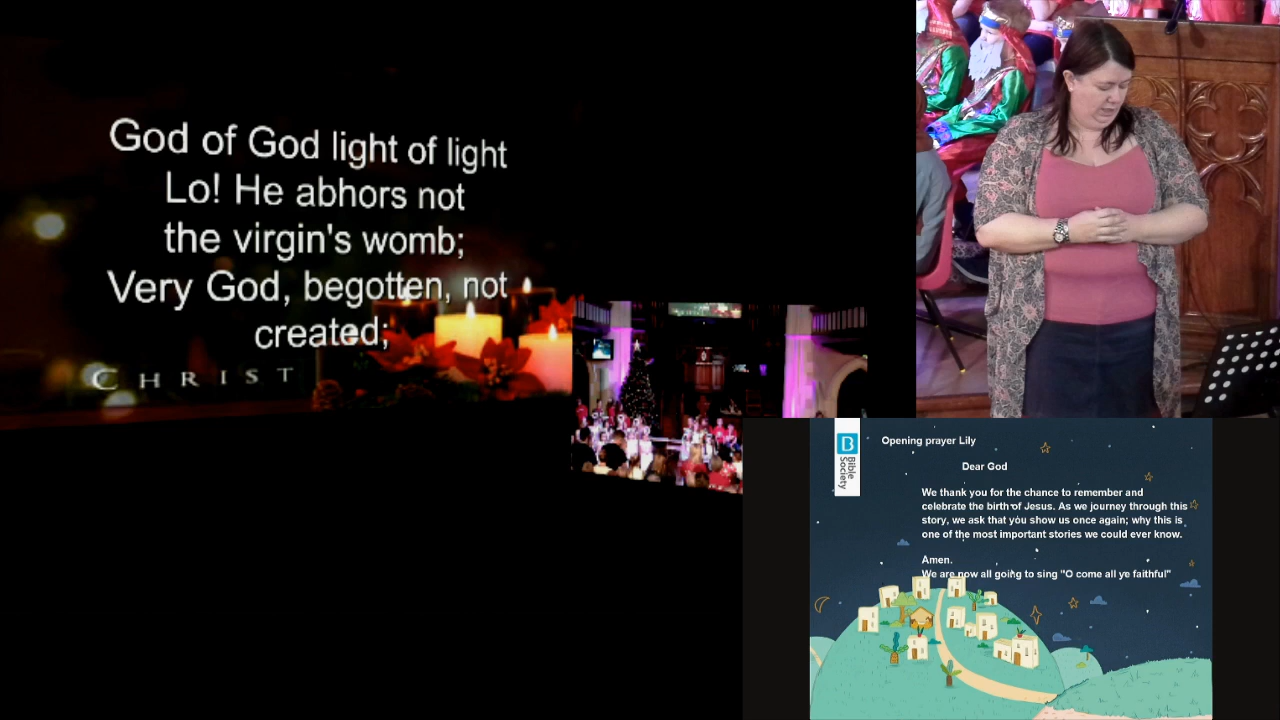 God of God light of light
Lo! He abhors not
the virgin's womb;
Very God, begotten, not
created;
CHRIST
B
Bible
Society
Opening prayer Lily
Dear God
We thank you for the chance to remember and
celebrate the birth of Jesus. As we journey through this
story, we ask that you show us once again; why this is
one of the most important stories we could ever know.
Amen.
We are now all going to sing "O come all ye faithful"